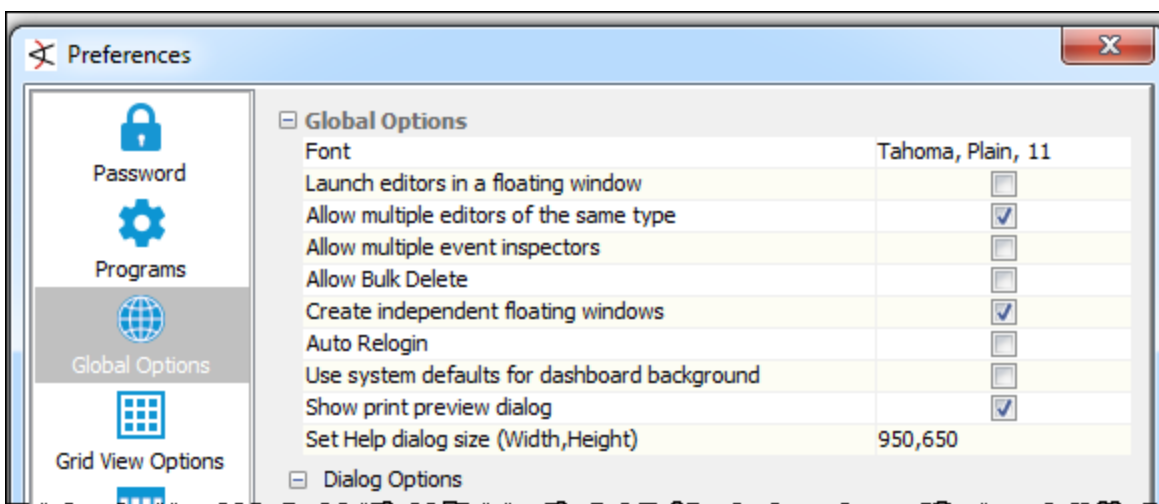 Preferences
Password
Programs
Global Options
Grid View Options
Global Options
Font Tahoma, Plain, 11
Launch editors in a floating window
Allow multiple editors of the same type
Allow multiple event inspectors
Allow Bulk Delete
Create independent floating windows
Auto Relogin
Use system defaults for dashboard background
Show print preview dialog
Set Help dialog size (Width,Height) 950,650
Dialog Options